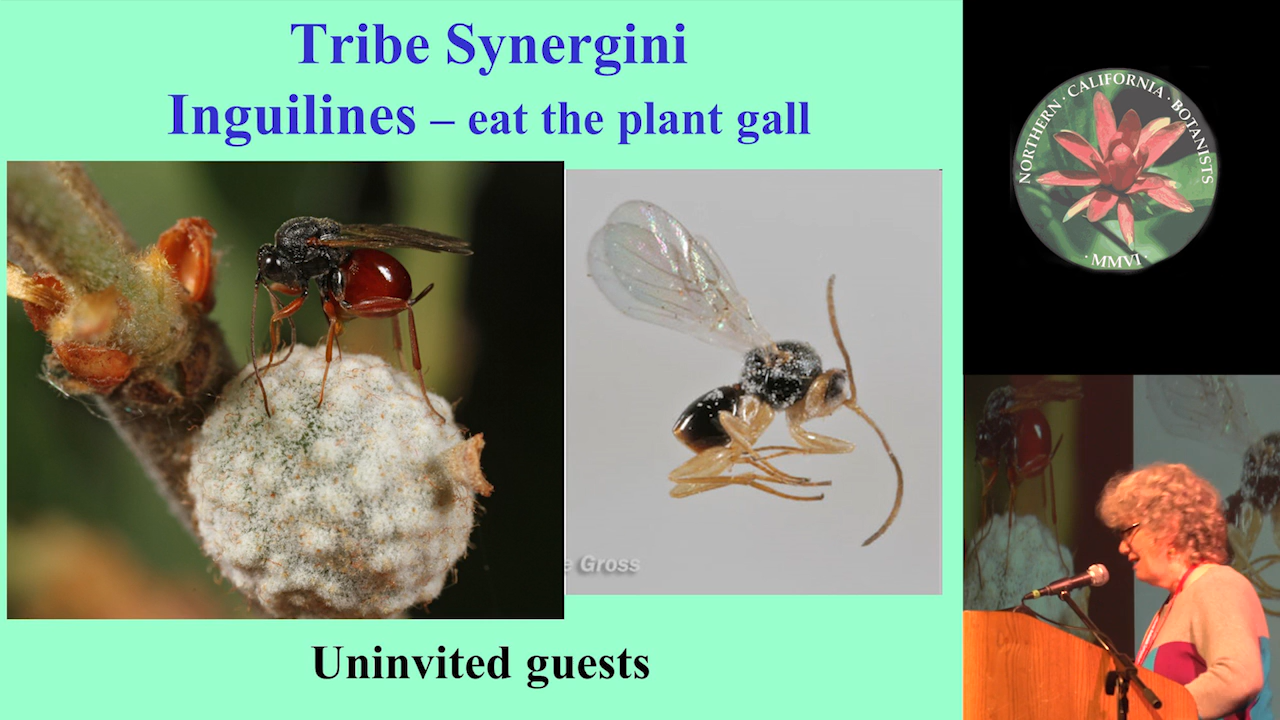 Tribe Synergini
Inguilines – eat the plant gall
e Gross
Uninvited guests
NORTHERN · CALIFORNIA · BOTANISTS
· MMVI ·